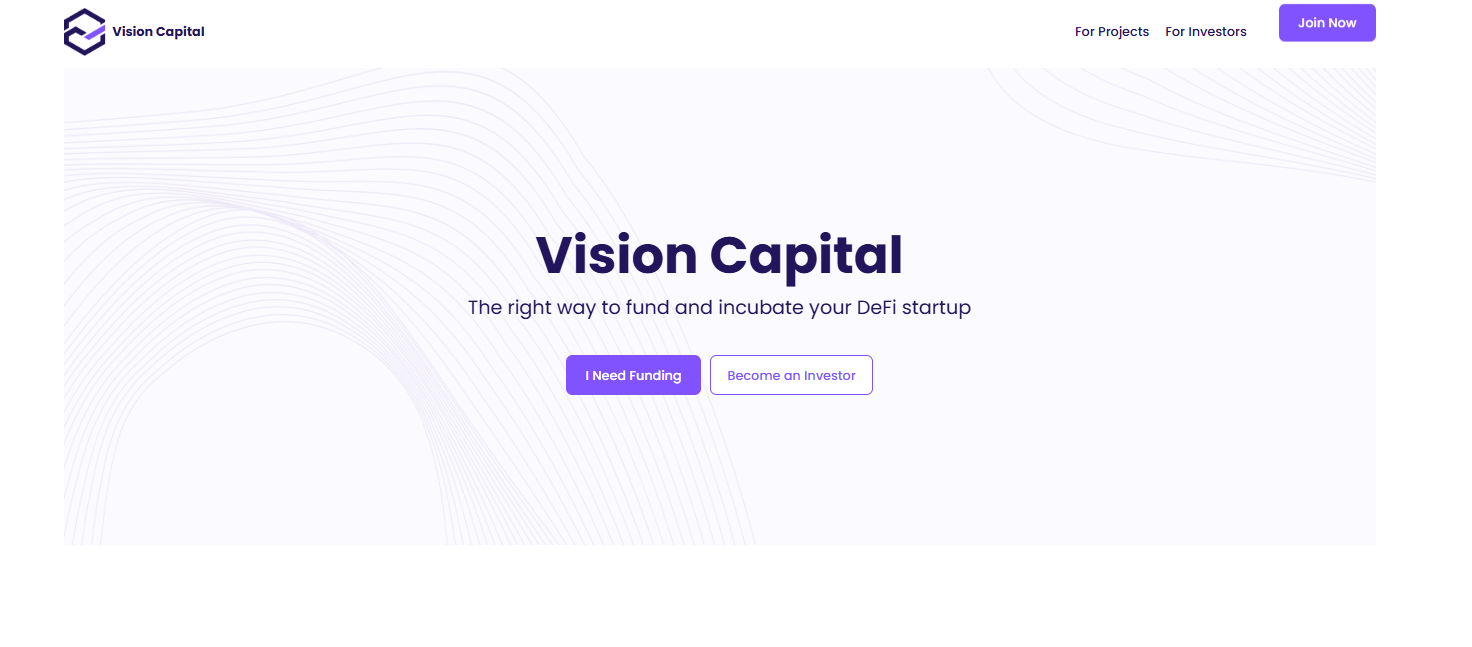 Vision Capital
For Projects
For Investors
Join Now
Vision Capital
The right way to fund and incubate your DeFi startup
I Need Funding
Become an Investor